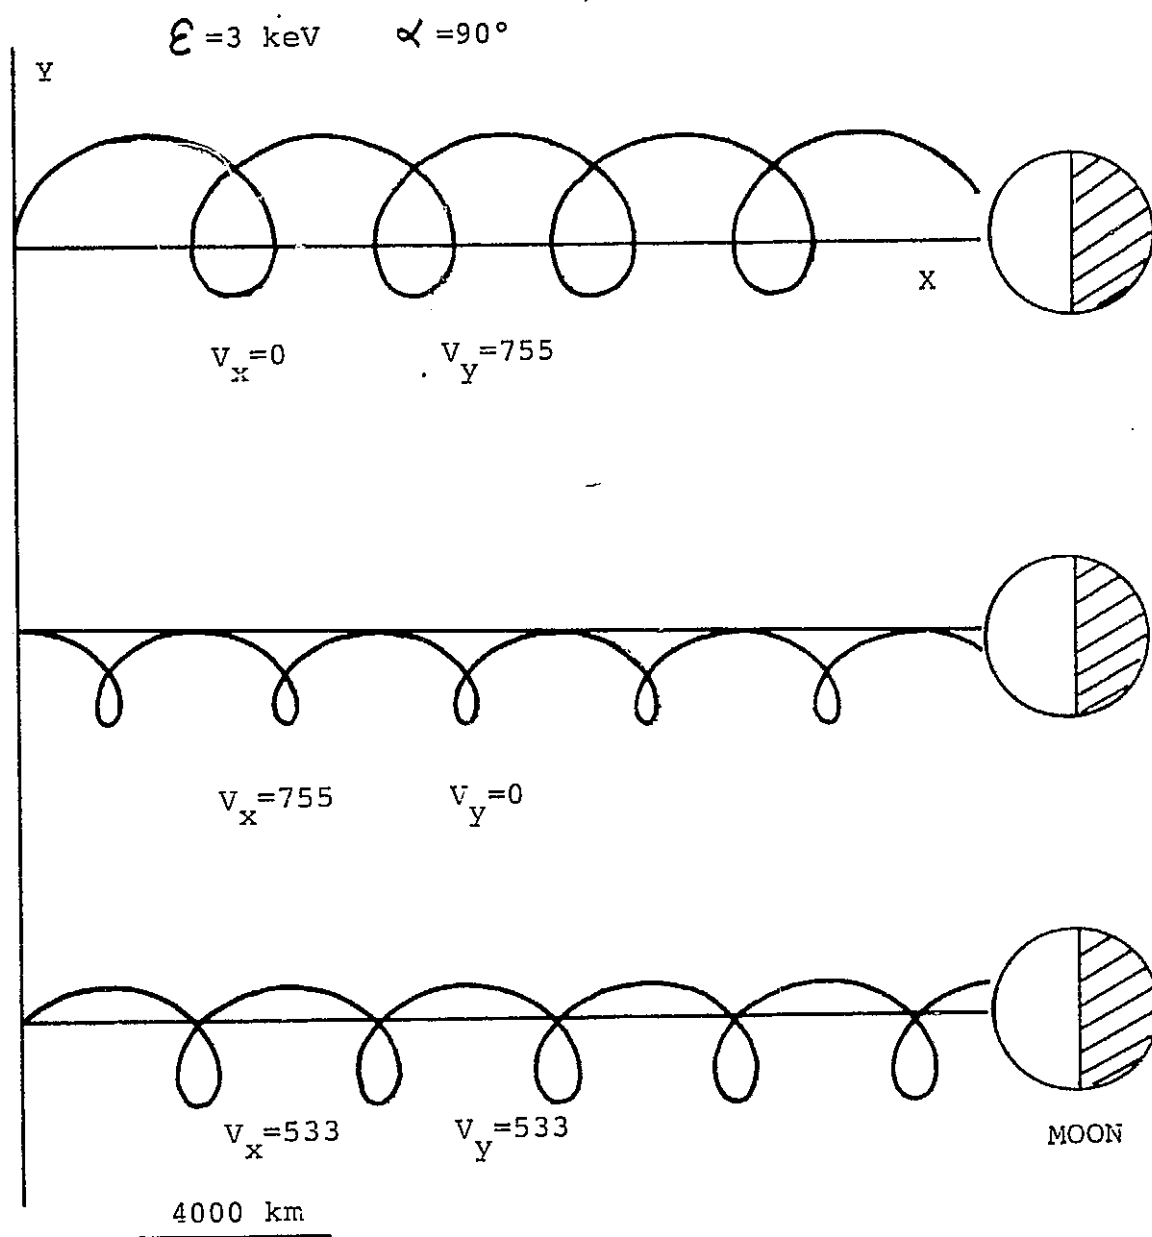 ε=3 keV α=90°
Y
X
Vx=0 Vy=755
Vx=755 Vy=0
Vx=533 Vy=533
MOON
4000 km